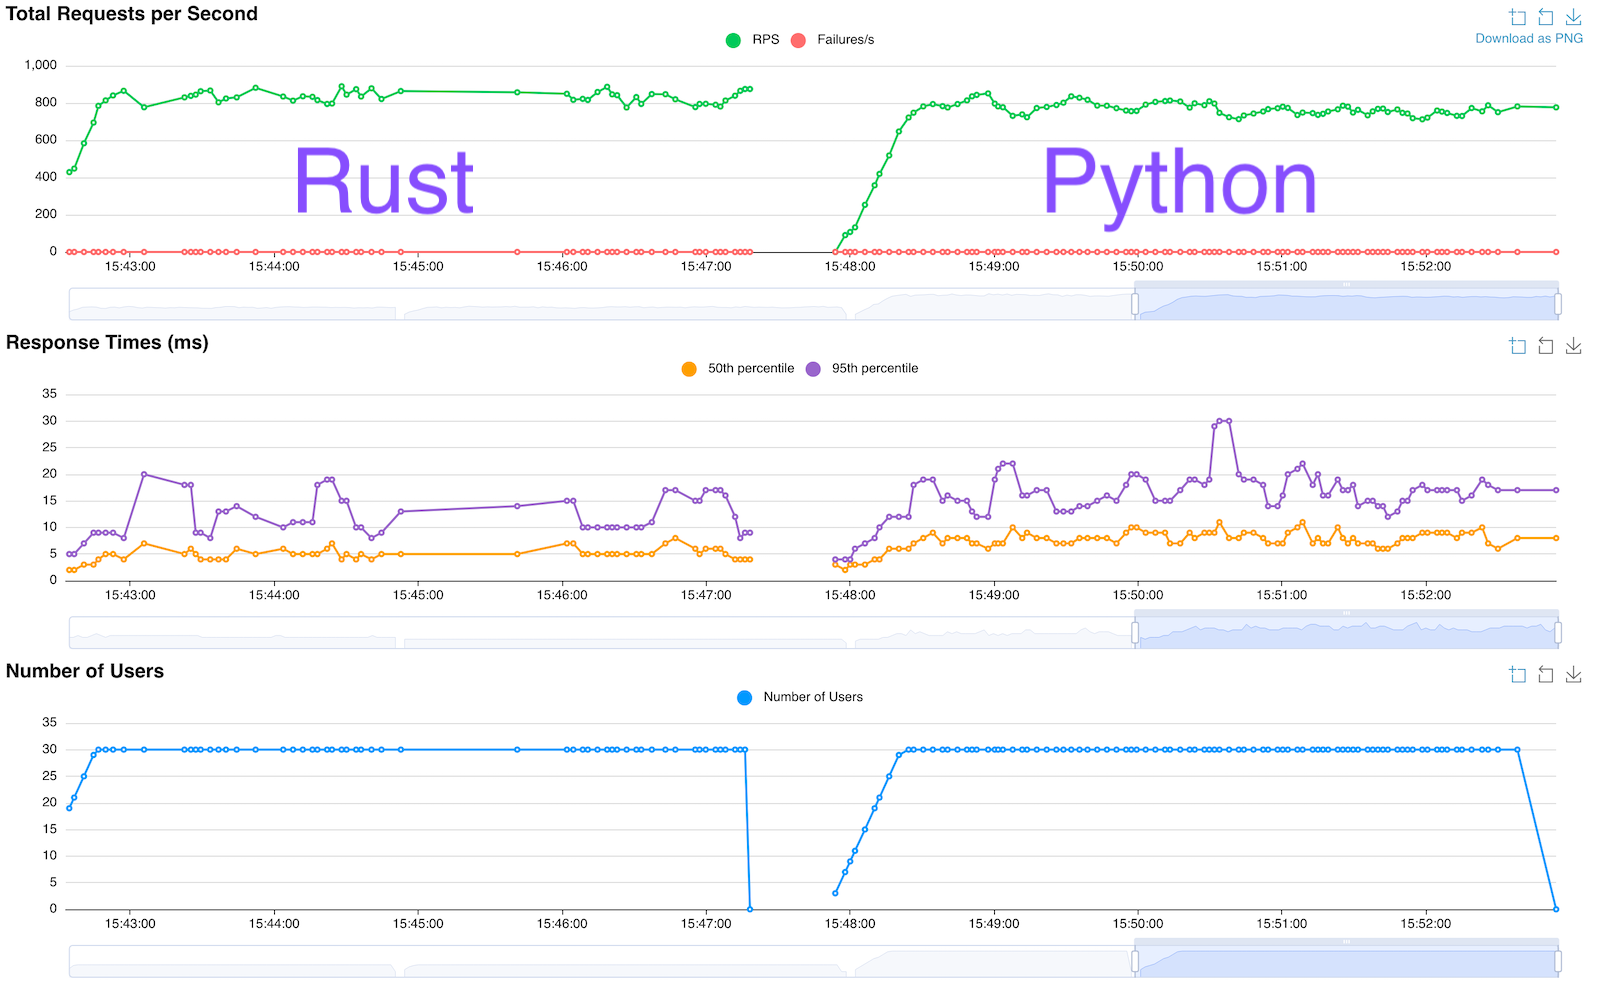 Total Requests per Second
Download as PNG
RPS Failures/s
1,000
800
600
400
200
0
Rust
Python
15:43:00 15:44:00 15:45:00 15:46:00 15:47:00 15:48:00 15:49:00 15:50:00 15:51:00 15:52:00
Response Times (ms)
50th percentile 95th percentile
35
30
25
20
15
10
5
0
15:43:00 15:44:00 15:45:00 15:46:00 15:47:00 15:48:00 15:49:00 15:50:00 15:51:00 15:52:00
Number of Users
Number of Users
35
30
25
20
15
10
5
0
15:43:00 15:44:00 15:45:00 15:46:00 15:47:00 15:48:00 15:49:00 15:50:00 15:51:00 15:52:00